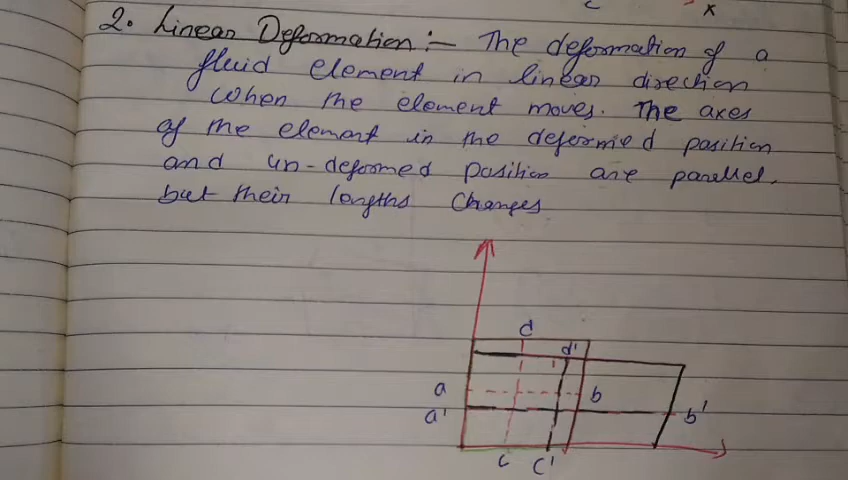 c
x
2. Linear Deformation :- The deformation of a
fluid element in linear direction
when the element moves. The axes
of the element in the deformed position
and un-deformed position are parallel,
but their lengths changes
d
d'
a
b
a'
b'
c
c'